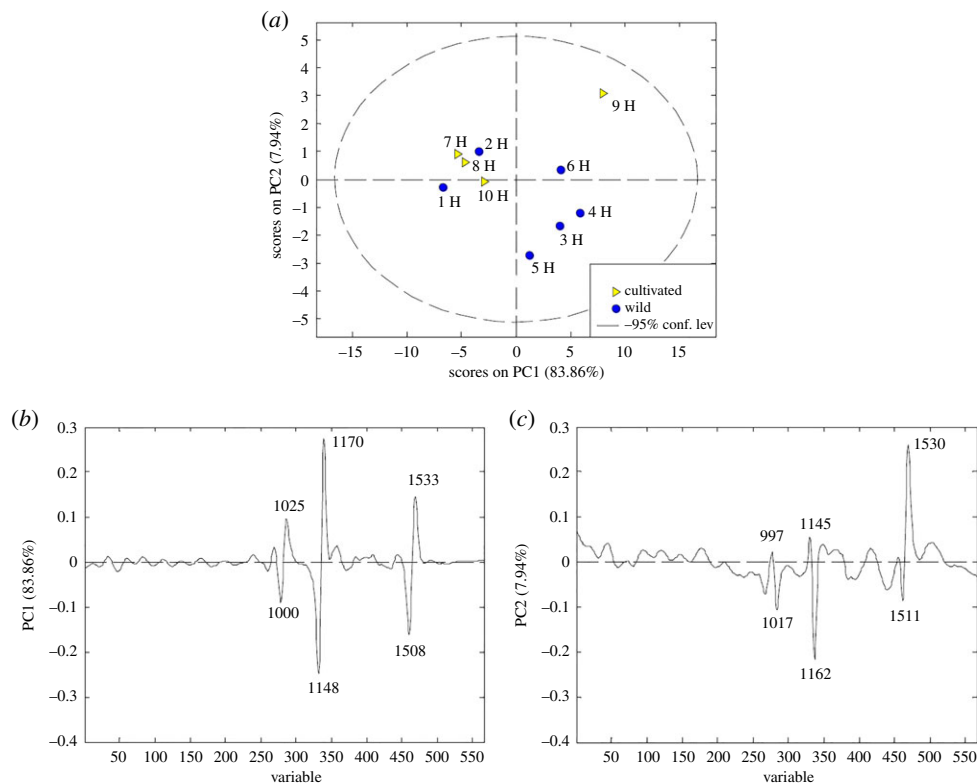 (a)
5
4
3
2
1
0
–1
–2
–3
–4
–5
scores on PC2 (7.94%)
9 H
7 H
2 H
8 H
6 H
1 H
10 H
4 H
3 H
5 H
cultivated
wild
–95% conf. lev
–15 –10 –5 0 5 10 15
scores on PC1 (83.86%)
(b)
0.3
0.2
0.1
0
–0.1
–0.2
–0.3
–0.4
PC1 (83.86%)
1170
1533
1025
1000
1508
1148
50 100 150 200 250 300 350 400 450 500 550
variable
(c)
0.3
0.2
0.1
0
–0.1
–0.2
–0.3
–0.4
PC2 (7.94%)
1530
997
1145
1017
1511
1162
50 100 150 200 250 300 350 400 450 500 550
variable